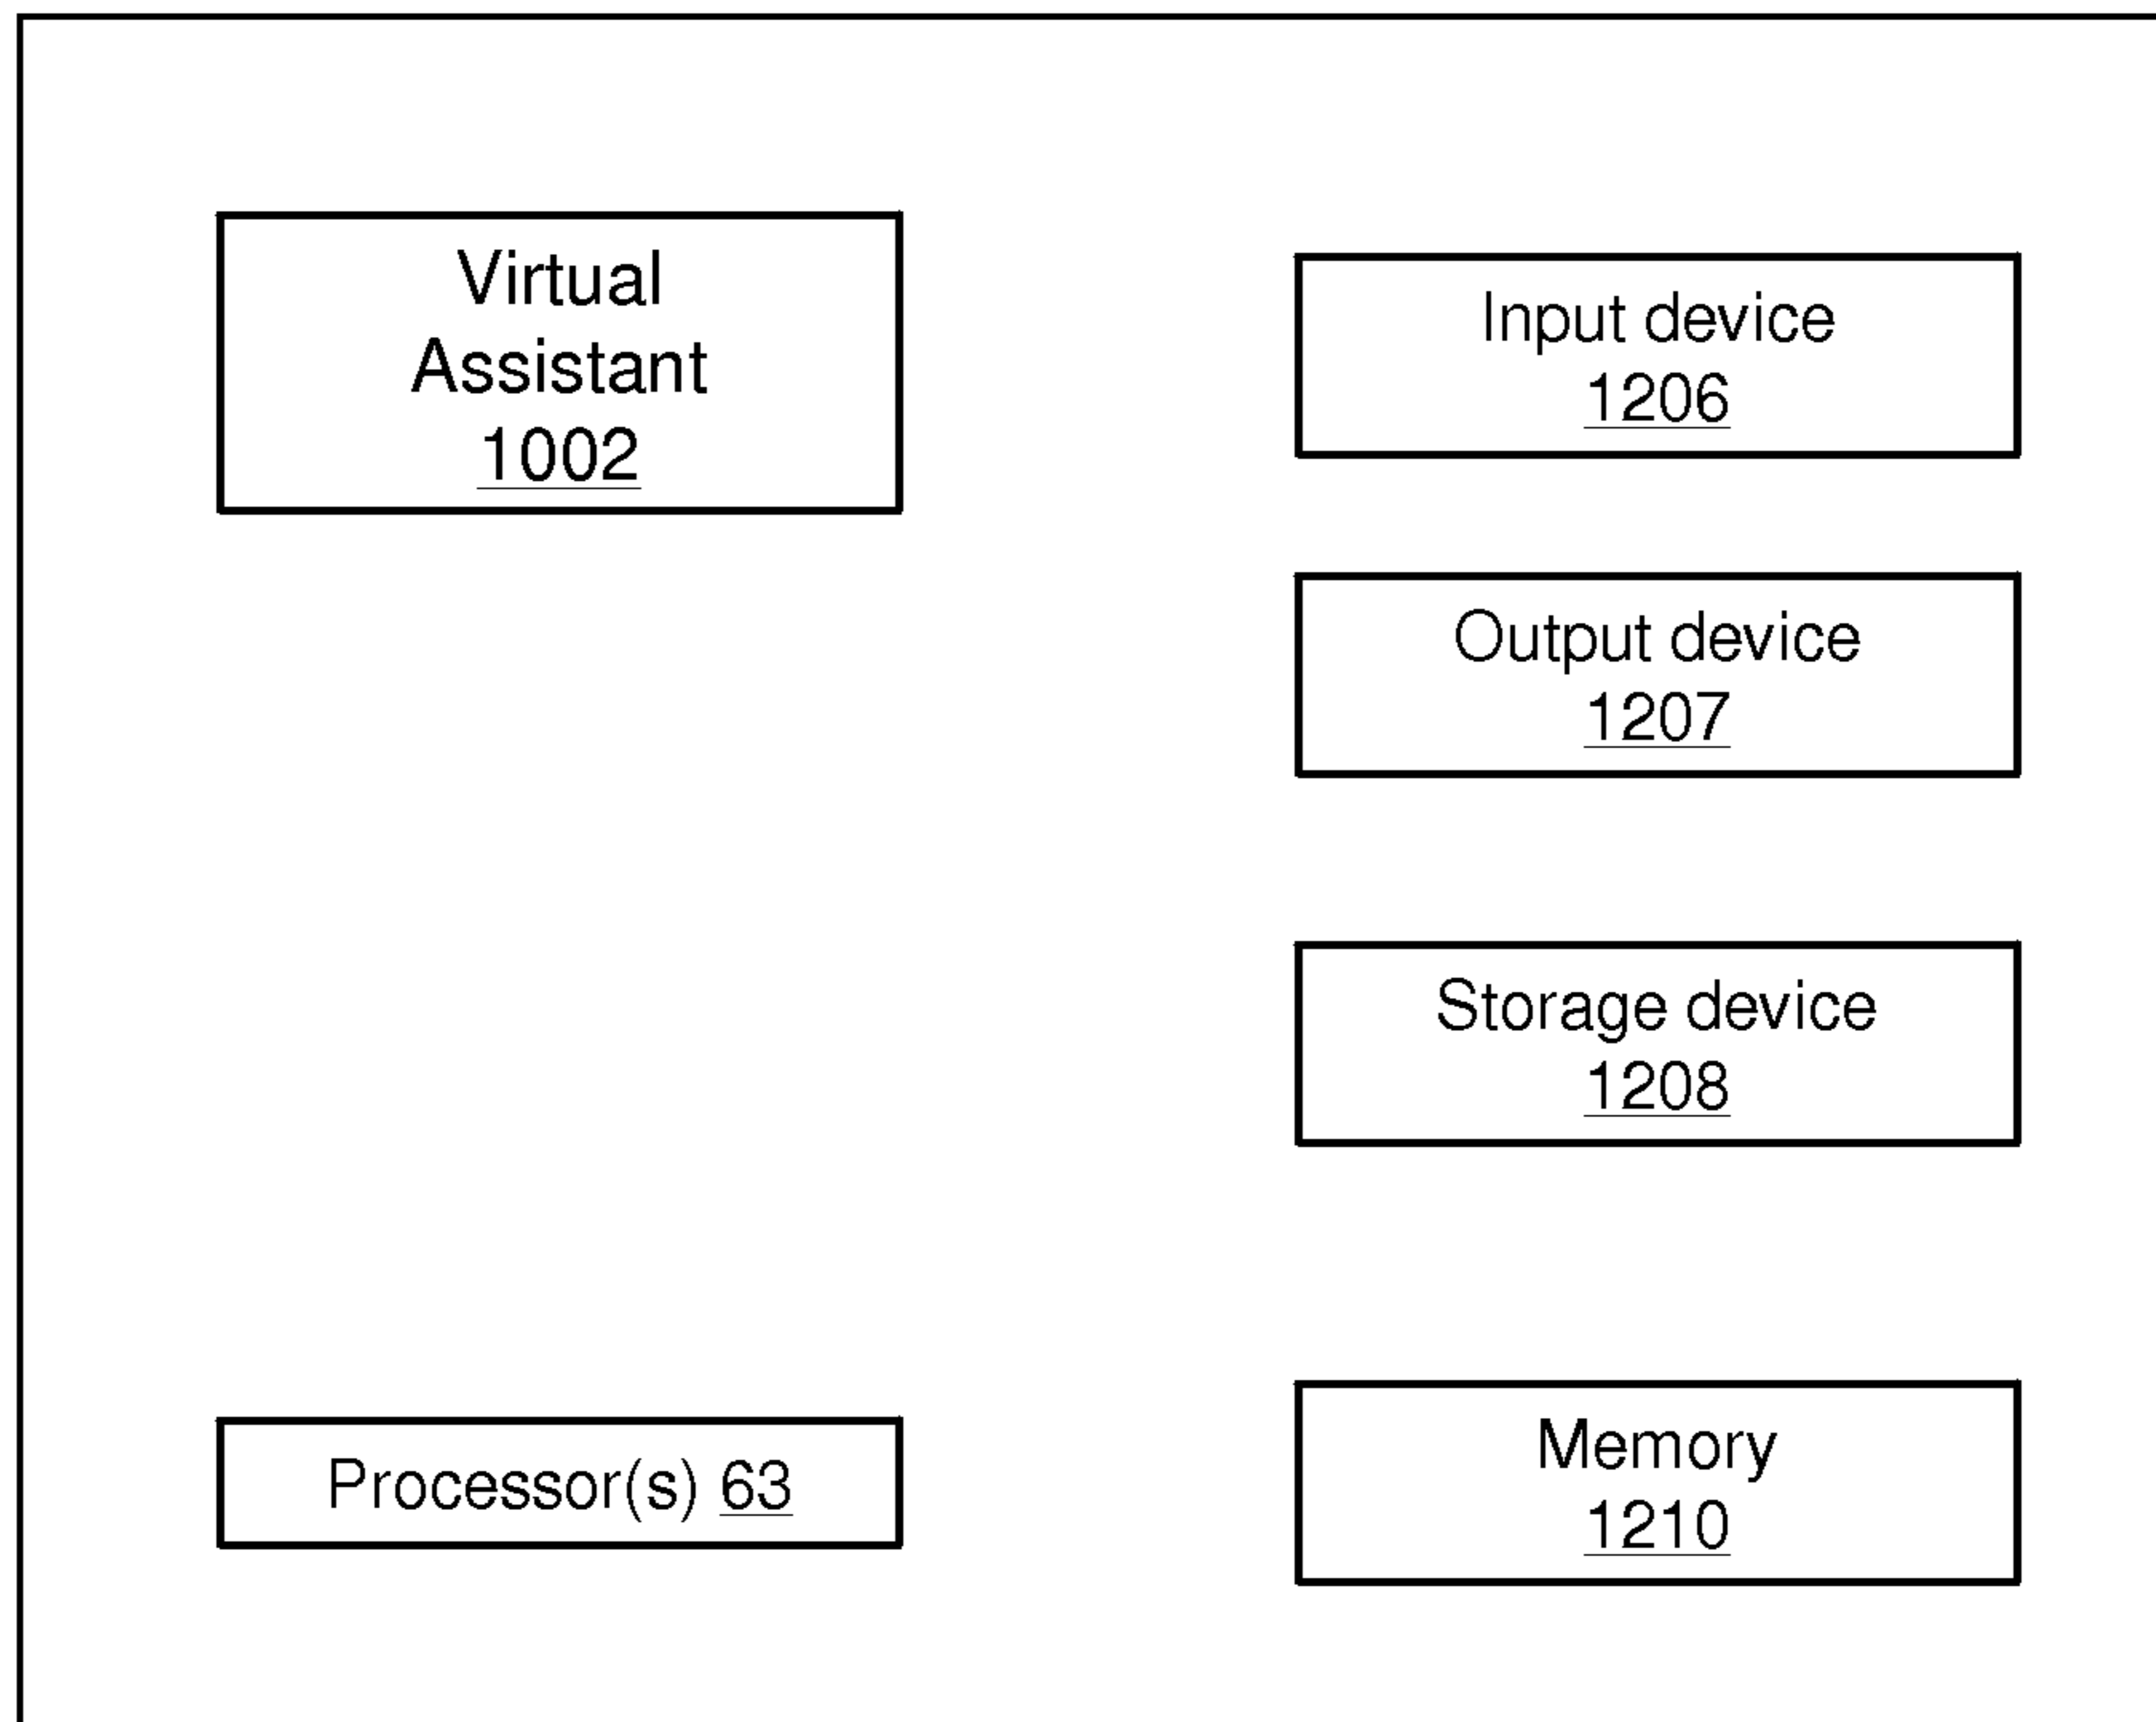 Virtual
Assistant
1002
Input device
1206
Output device
1207
Storage device
1208
Processor(s) 63
Memory
1210